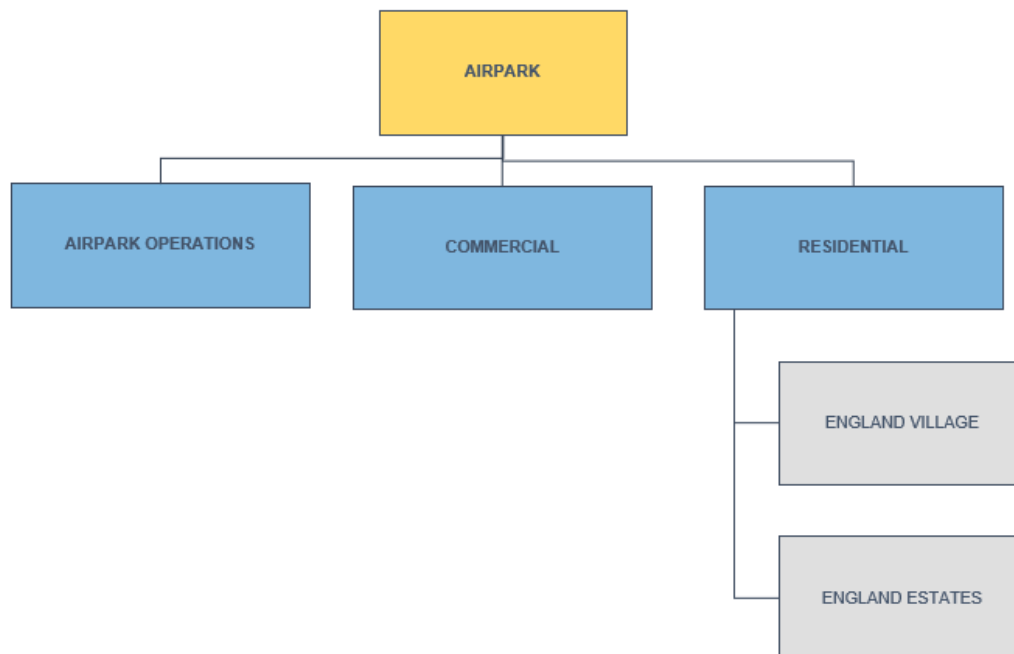 AIRPARK
AIRPARK OPERATIONS
COMMERCIAL
RESIDENTIAL
ENGLAND VILLAGE
ENGLAND ESTATES